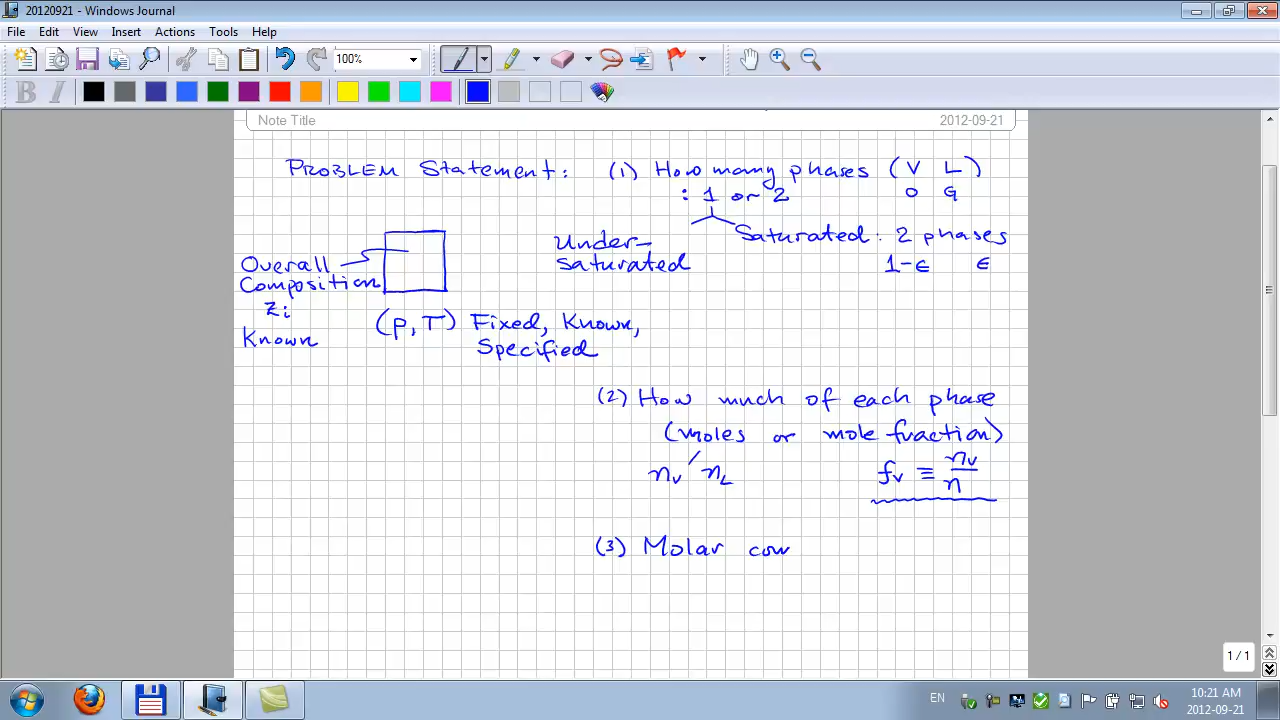 20120921 - Windows Journal
File Edit View Insert Actions Tools Help
100%
B I
Note Title 2012-09-21
PROBLEM Statement: (1) How many phases (V L)
: 1 or 2 O G
Under-saturated Saturated: 2 phases
1-ϵ ϵ
Overall Composition
zi
Known
(p, T) Fixed, Known,
Specified
(2) How much of each phase
(moles or mole fraction)
nv nL fv ≡ nv/n
(3) Molar com
1 / 1
EN 10:21 AM
2012-09-21